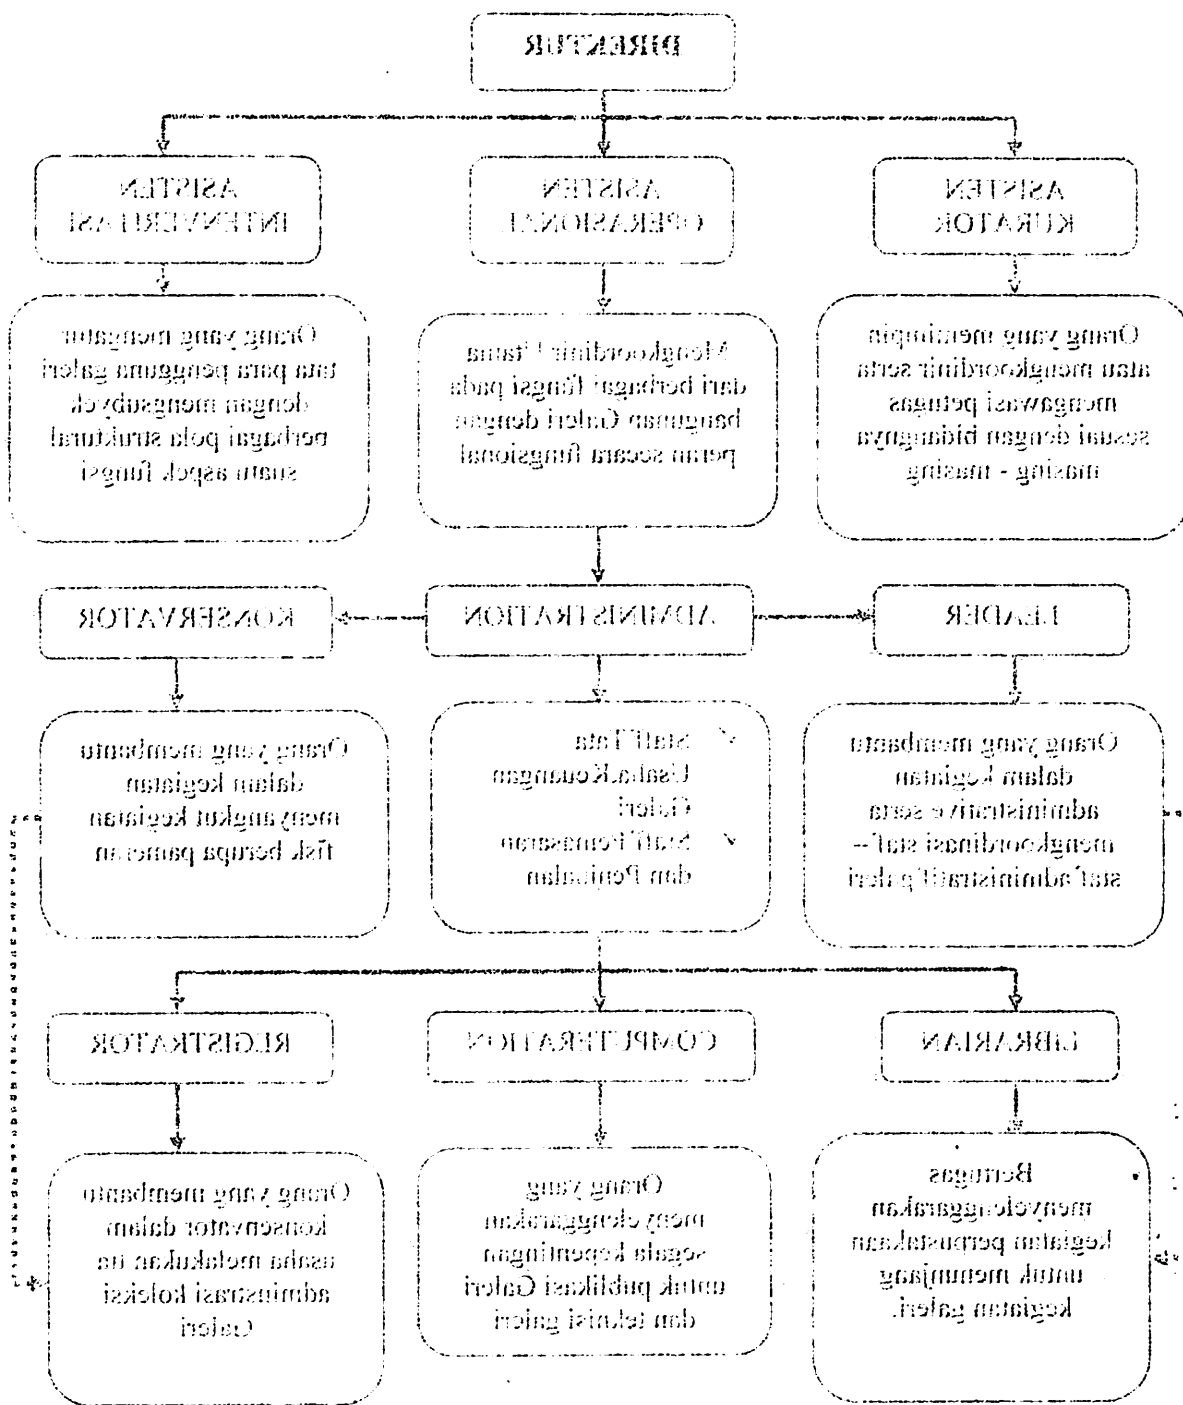 DIREKTUR
ASISTEN
KURATOR
ASISTEN
OPERASIONAL
ASISTEN
INTENVERITASI
Orang yang memimpin
atau mengkoordinir serta
mengawasi petugas
sesuai dengan bidangnya
masing - masing
Mengkoordinir Utama
dari berbagai fungsi pada
bangunan Galeri dengan
peran secara fungsional
Orang yang mengatur
tata para pengguna galeri
dengan mengsubyek
berbagai pola struktural
suatu aspek fungsi
LEADER
ADMINISTRATION
KONSERVATOR
Orang yang membantu
dalam kegiatan
administrative serta
mengkoordinasi staf –
staf administratif galeri
✓ Staff Tata
Usaha,Keuangan
Galeri
✓ Staff Pemasaran
dan Penjualan
Orang yang membantu
dalam kegiatan
menyangkut kegiatan
fisk berupa pameran
LIBRARIAN
COMPUTERATION
REGISTRATOR
Bertugas
menyelenggarakan
kegiatan perpustakaan
untuk menunjang
kegiatan galeri.
Orang yang
menyelenggarakan
segala kepentingan
untuk publikasi Galeri
dan teknisi galeri
Orang yang membantu
konservator dalam
usaha melakukan
administrasi koleksi
Galeri